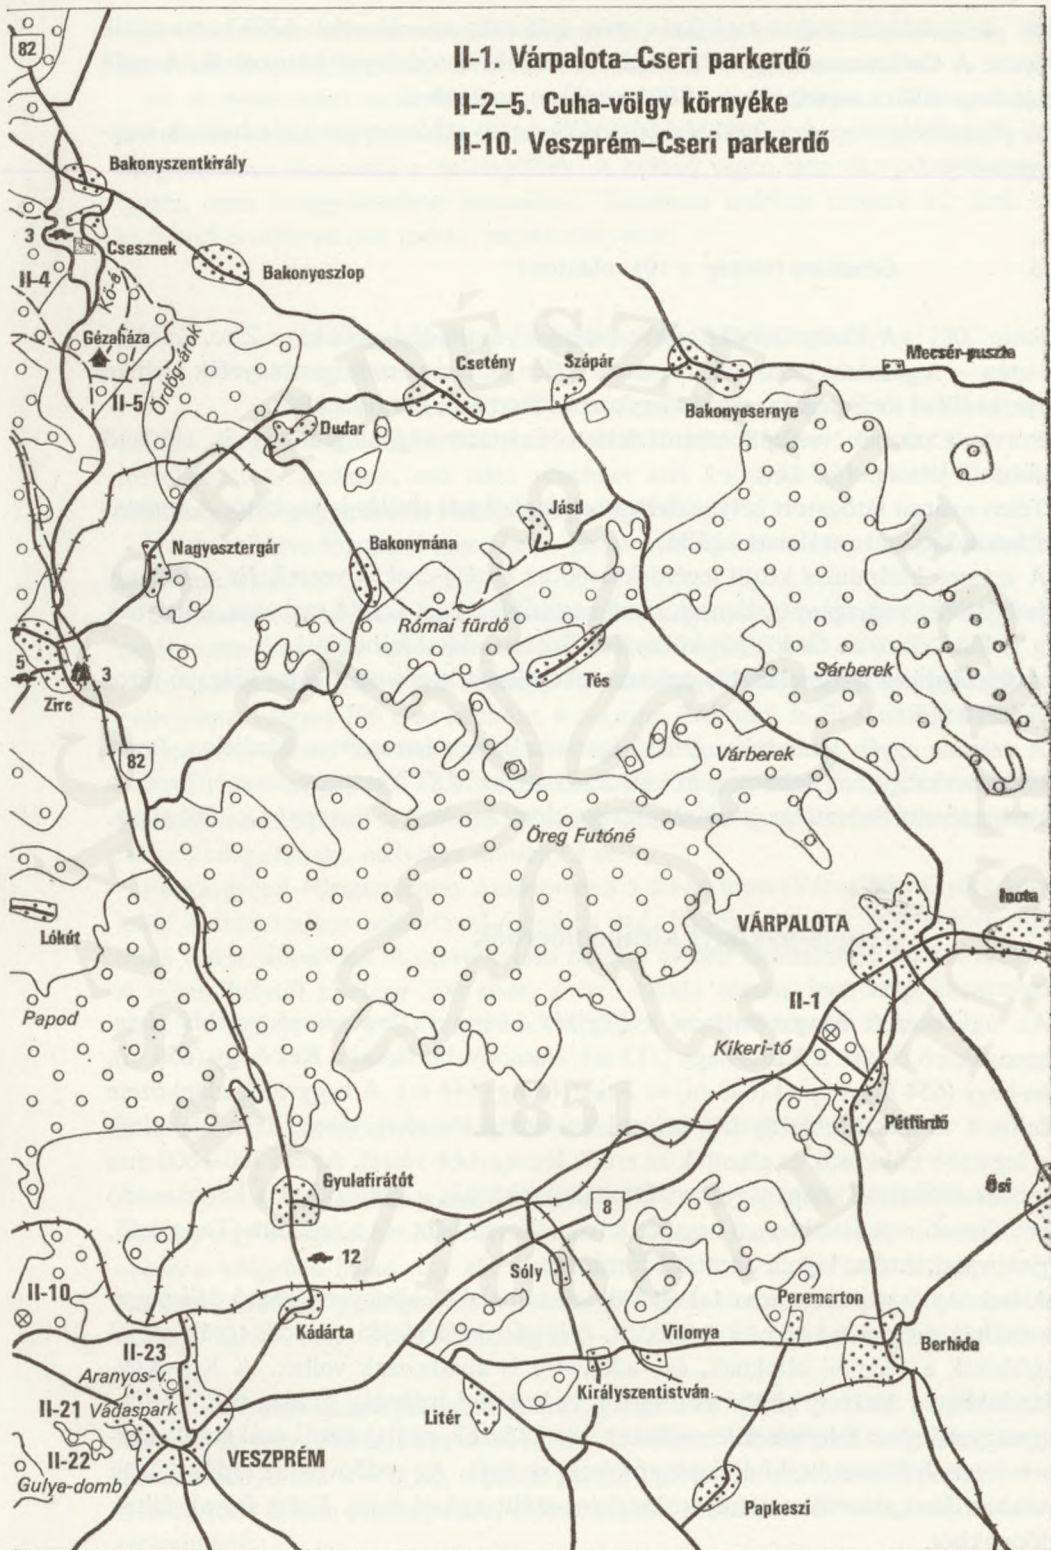 II-1. Várpalota–Cseri parkerdő
II-2–5. Cuha-völgy környéke
II-10. Veszprém–Cseri parkerdő
82
Bakonyszentkirály
3
Csesznek
Bakonyoszlop
II-4
Kő-á.
Gézaháza
Ördög-árok
II-5
Csetény
Szápár
Mecsér-puszta
Bakonycsernye
Dudar
Jásd
Nagyesztergár
Bakonynána
Római fürdő
Tés
Sárberek
5
3
Zirc
82
Várberek
Öreg Futóné
VÁRPALOTA
Inota
Lókút
II-1
Papod
Kikeri-tó
Pétfürdő
Gyulafirátót
8
Ősi
12
Sóly
II-10
Peremarton
Kádárta
Vilonya
Berhida
II-23
Aranyos-v.
Királyszentistván
II-21
Vádaspark
Litér
II-22
VESZPRÉM
Gulya-domb
Papkeszi
1851